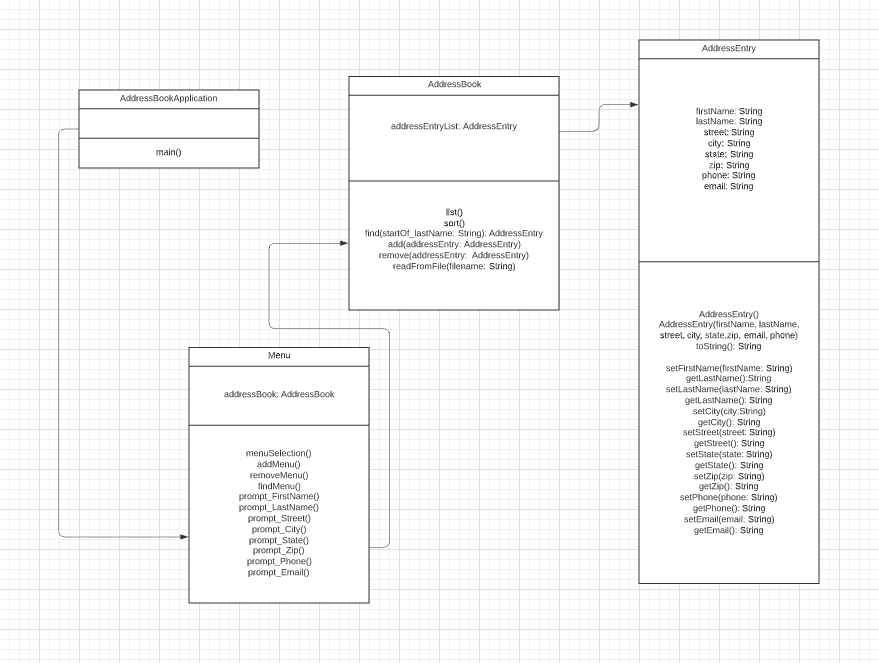 AddressBookApplication
main()
AddressBook
addressEntryList: AddressEntry
list()
sort()
find(startOf_lastName: String): AddressEntry
add(addressEntry: AddressEntry)
remove(addressEntry: AddressEntry)
readFromFile(filename: String)
AddressEntry
firstName: String
lastName: String
street: String
city: String
state: String
zip: String
phone: String
email: String
AddressEntry()
AddressEntry(firstName, lastName,
street, city, state,zip, email, phone)
toString(): String
setFirstName(firstName: String)
getLastName():String
setLastName(lastName: String)
getLastName(): String
setCity(city:String)
getCity(): String
setStreet(street: String)
getStreet(): String
setState(state: String)
getState(): String
setZip(zip: String)
getZip(): String
setPhone(phone: String)
getPhone(): String
setEmail(email: String)
getEmail(): String
Menu
addressBook: AddressBook
menuSelection()
addMenu()
removeMenu()
findMenu()
prompt_FirstName()
prompt_LastName()
prompt_Street()
prompt_City()
prompt_State()
prompt_Zip()
prompt_Phone()
prompt_Email()